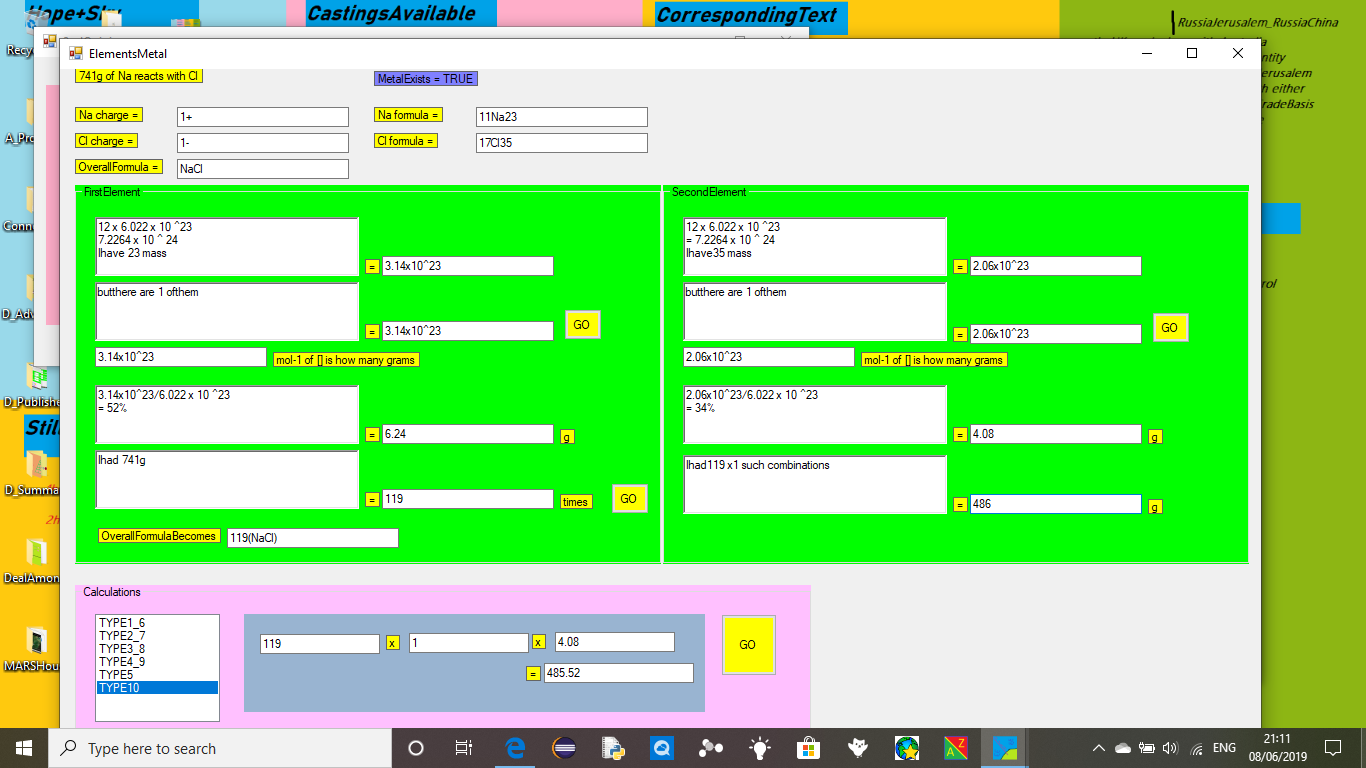 Hope+Sky
CastingsAvailable
CorrespondingText
RussiaJerusalem_RussiaChina
ElementsMetal
741g of Na reacts with Cl
MetalExists = TRUE
Na charge =
1+
Na formula =
11Na23
Cl charge =
1-
Cl formula =
17Cl35
OverallFormula =
NaCl
FirstElement
12 x 6.022 x 10 ^23
7.2264 x 10 ^ 24
Ihave 23 mass
=
3.14x10^23
butthere are 1 ofthem
=
3.14x10^23
GO
3.14x10^23
mol-1 of [] is how many grams
3.14x10^23/6.022 x 10 ^23
= 52%
=
6.24
g
Ihad 741g
=
119
times
GO
OverallFormulaBecomes
119(NaCl)
SecondElement
12 x 6.022 x 10 ^23
= 7.2264 x 10 ^ 24
Ihave35 mass
=
2.06x10^23
butthere are 1 ofthem
=
2.06x10^23
GO
2.06x10^23
mol-1 of [] is how many grams
2.06x10^23/6.022 x 10 ^23
= 34%
=
4.08
g
Ihad119 x1 such combinations
=
486
g
Calculations
TYPE1_6
TYPE2_7
TYPE3_8
TYPE4_9
TYPE5
TYPE10
119
x
1
x
4.08
=
485.52
GO
A_Pro
Conn
D_Adv
D_Publishe
Stil
D_Summa
DealAmon
MARSHou
Type here to search
ENG
21:11
08/06/2019